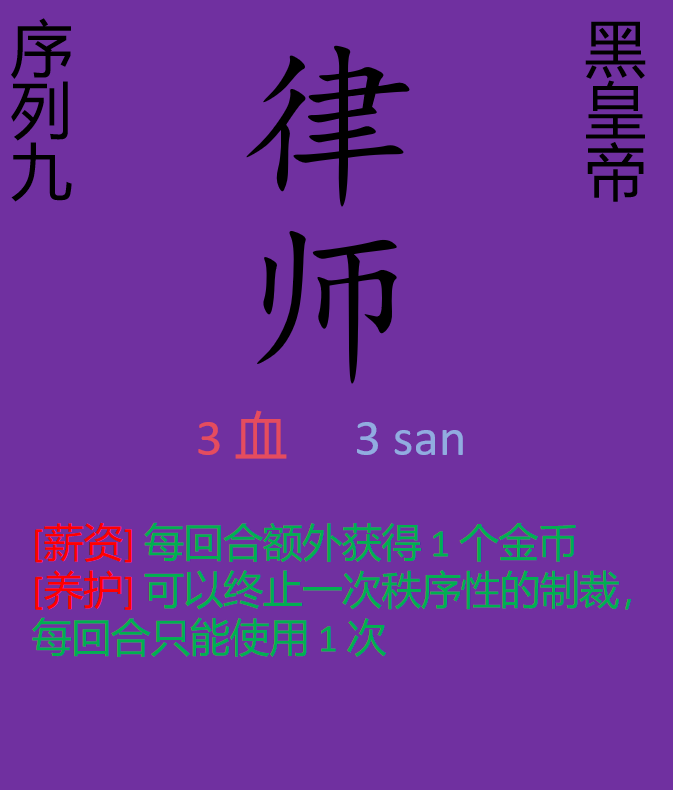 序列九
律师
黑皇帝
3 血 3 san
[薪资] 每回合额外获得 1 个金币
[养护] 可以终止一次秩序性的制裁，
每回合只能使用 1 次